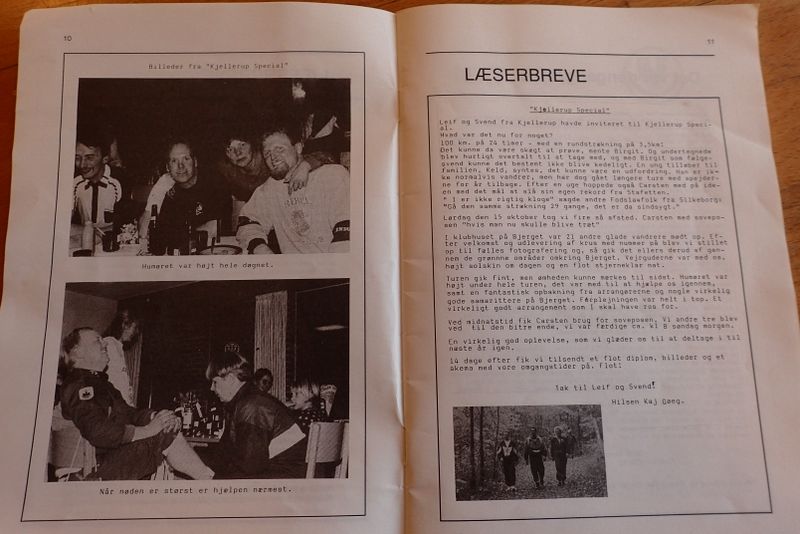 10
Billeder fra "Kjellerup Special"
Humøret var højt hele døgnet.
Når nøden er størst er hjælpen nærmest.
11
LÆSERBREVE
"Kjellerup Special"
Leif og Svend fra Kjellerup havde inviteret til Kjellerup Speci-
al.
Hvad var det nu for noget?
100 km. på 24 timer - med en rundstrækning på 3,5km!
Det kunne da være skægt at prøve, mente Birgit. Og undertegnede
blev hurtigt overtalt til at tage med, og med Birgit som følge-
svend kunne det bestemt ikke blive kedeligt. En ung tilløber til
familien, Keld, syntes, det kunne være en udfordring. Han er ik-
ke normalvis vandrer, men har dog gået længere ture med spejder-
ne for år tilbage. Efter en uge hoppede også Carsten med på ide-
en med det mål at slå sin egen rekord fra Stafetten.
" I er ikke rigtig kloge" sagde andre Fodslawfolk fra Silkeborg:
"Gå den samme strækning 29 gange, det er da sindsygt."
Lørdag den 15 oktober tog vi fire så afsted. Carsten med sovepo-
sen "hvis man nu skulle blive træt"
I klubhuset på Bjerget var 21 andre glade vandrere mødt op. Ef-
ter velkomst og udlevering af krus med nummer på blev vi stillet
op til fælles fotografering og, så gik det ellers derud af gen-
nem de grønne områder omkring Bjerget. Vejrguderne var med os,
højt solskin om dagen og en flot stjerneklar nat.
Turen gik fint, men ømheden kunne mærkes til sidst. Humøret var
højt under hele turen, det var med til at hjælpe os igennem,
samt en fantastisk opbakning fra arrangørerne og nogle virkelig
gode samarittere på Bjerget. Forplejningen var helt i top. Et
virkeligt godt arrangement som I skal have ros for.
Ved midnatstid fik Carsten brug for soveposen. Vi andre tre blev
ved til den bitre ende, vi var færdige ca. kl 8 søndag morgen.
En virkelig god oplevelse, som vi glæder os til at deltage i til
næste år igen.
14 dage efter fik vi tilsendt et flot diplom, billeder og et
skema med vore omgangstider på. Flot!
Tak til Leif og Svend!
Hilsen Kaj Døeg.